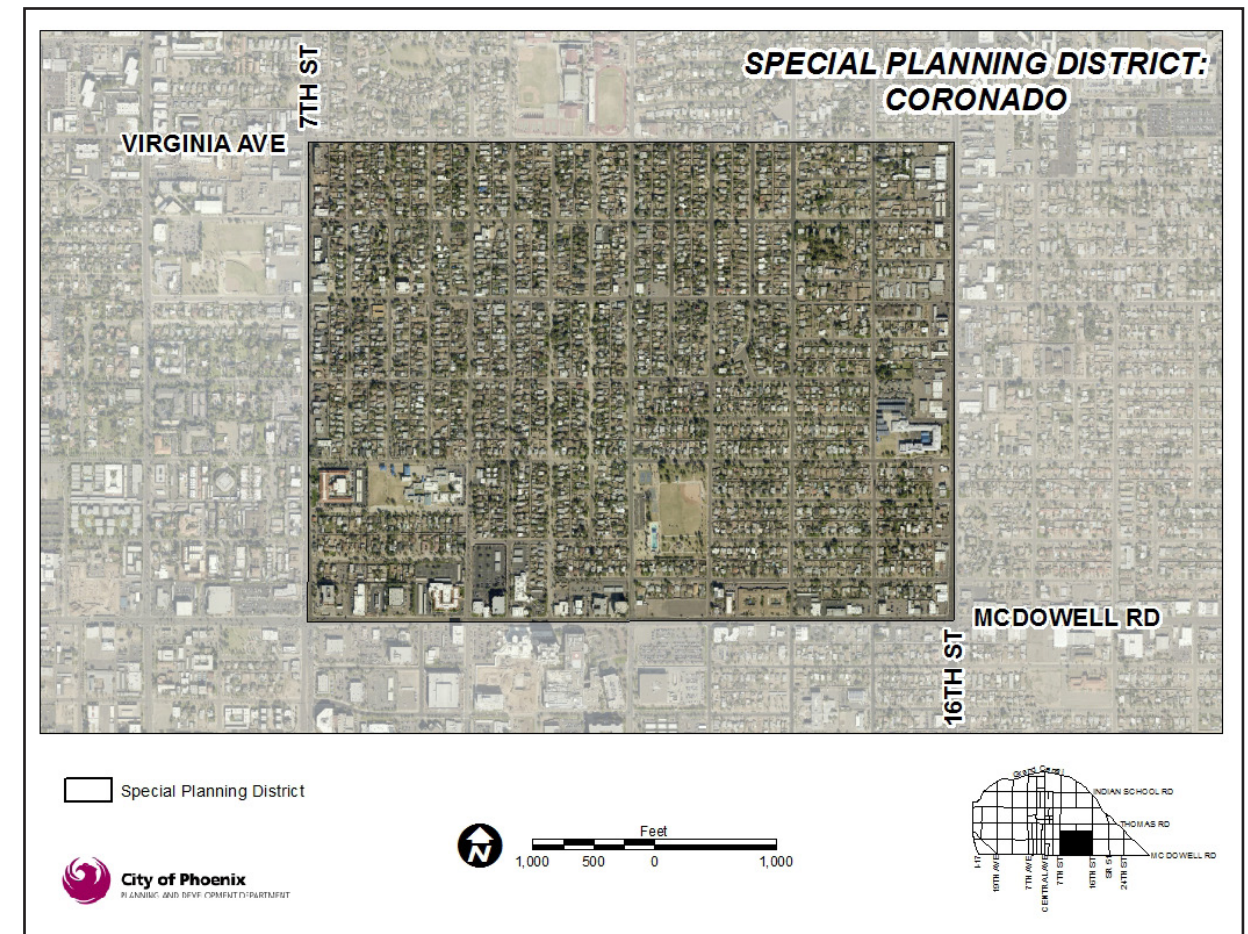 7TH ST
SPECIAL PLANNING DISTRICT:
CORONADO
VIRGINIA AVE
MCDOWELL RD
16TH ST
Special Planning District
N
Feet
1,000 500 0 1,000
City of Phoenix
PLANNING AND DEVELOPMENT DEPARTMENT
Grand Canal
INDIAN SCHOOL RD
THOMAS RD
MC DOWELL RD
I-17
19TH AVE
7TH AVE
CENTRAL AVE
7TH ST
16TH ST
SR 51
24TH ST